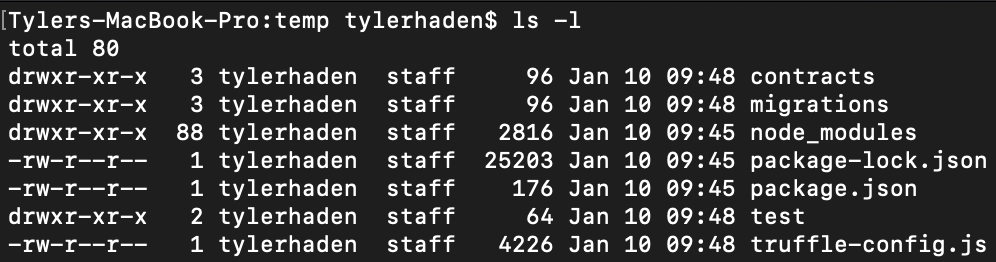 [Tylers-MacBook-Pro:temp tylerhaden$ ls -l
total 80
drwxr-xr-x   3 tylerhaden  staff     96 Jan 10 09:48 contracts
drwxr-xr-x   3 tylerhaden  staff     96 Jan 10 09:48 migrations
drwxr-xr-x  88 tylerhaden  staff   2816 Jan 10 09:45 node_modules
-rw-r--r--   1 tylerhaden  staff  25203 Jan 10 09:45 package-lock.json
-rw-r--r--   1 tylerhaden  staff    176 Jan 10 09:45 package.json
drwxr-xr-x   2 tylerhaden  staff     64 Jan 10 09:48 test
-rw-r--r--   1 tylerhaden  staff   4226 Jan 10 09:48 truffle-config.js